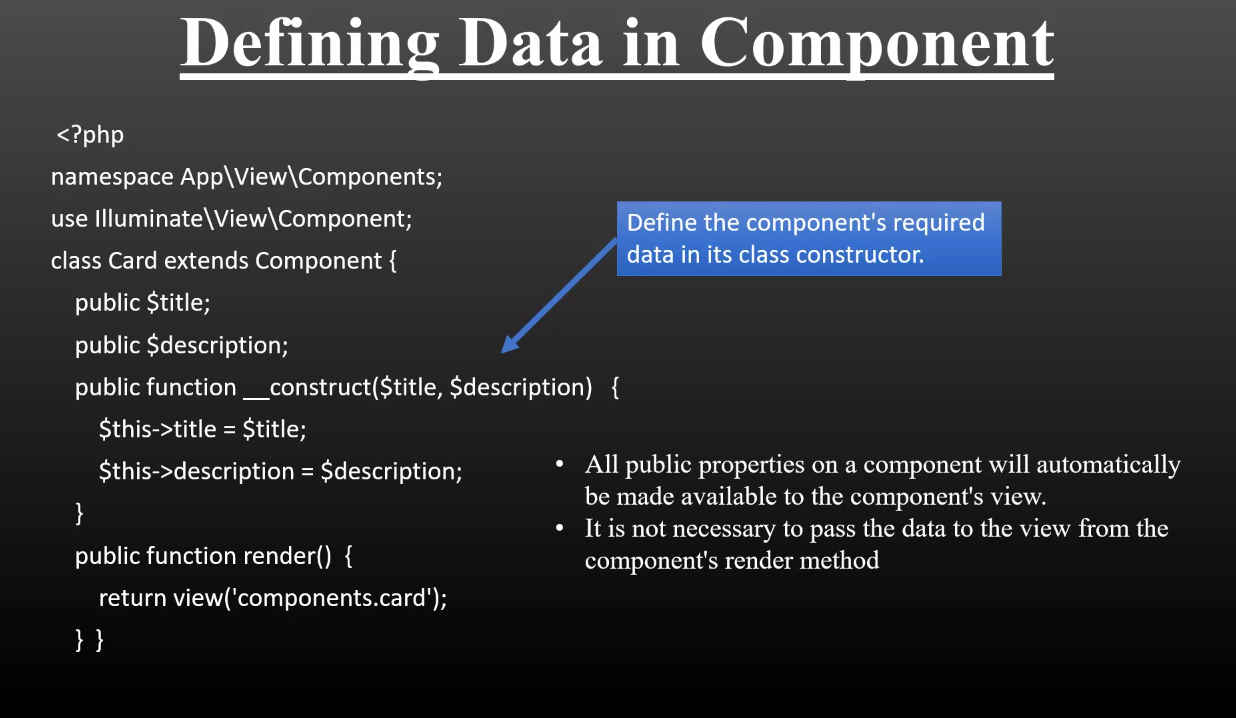 Defining Data in Component
<?php
namespace App\View\Components;
use Illuminate\View\Component;
class Card extends Component {
public $title;
public $description;
public function __construct($title, $description) {
$this->title = $title;
$this->description = $description;
}
public function render() {
return view('components.card');
} }
Define the component's required
data in its class constructor.
• All public properties on a component will automatically
be made available to the component's view.
• It is not necessary to pass the data to the view from the
component's render method